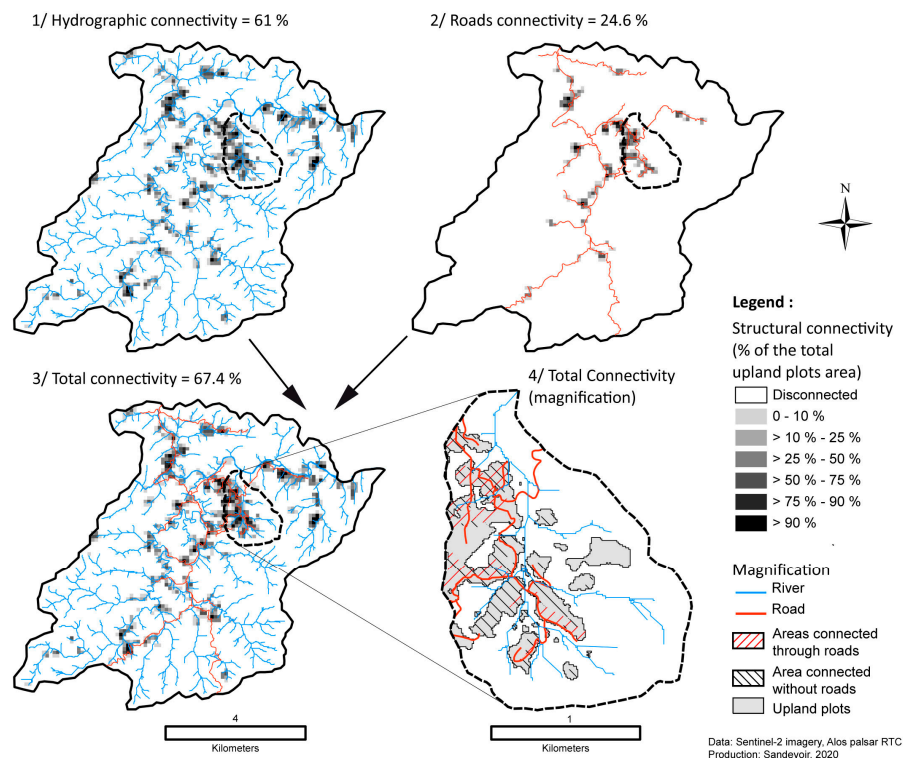 1/ Hydrographic connectivity = 61 %
2/ Roads connectivity = 24.6 %
N
3/ Total connectivity = 67.4 %
4/ Total Connectivity
(magnification)
Legend :
Structural connectivity
(% of the total
upland plots area)
Disconnected
0 - 10 %
> 10 % - 25 %
> 25 % - 50 %
> 50 % - 75 %
> 75 % - 90 %
> 90 %
Magnification
River
Road
Areas connected
through roads
Area connected
without roads
Upland plots
4
Kilometers
1
Kilometers
Data: Sentinel-2 imagery, Alos palsar RTC
Production: Sandevoir, 2020